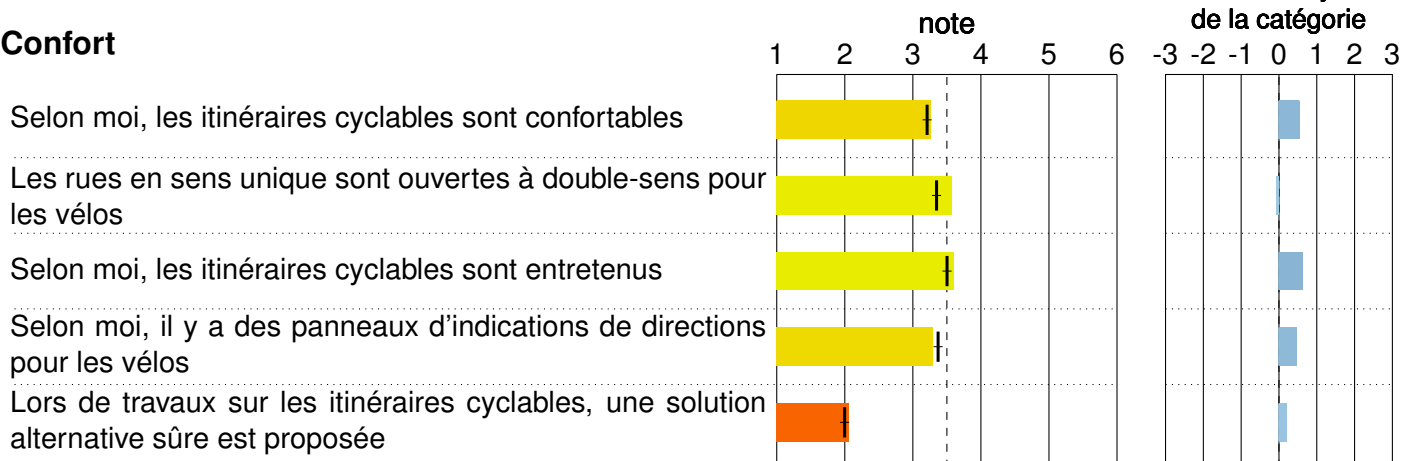 note
de la catégorie
Confort
1 2 3 4 5 6
-3 -2 -1 0 1 2 3
Selon moi, les itinéraires cyclables sont confortables
Les rues en sens unique sont ouvertes à double-sens pour
les vélos
Selon moi, les itinéraires cyclables sont entretenus
Selon moi, il y a des panneaux d'indications de directions
pour les vélos
Lors de travaux sur les itinéraires cyclables, une solution
alternative sûre est proposée